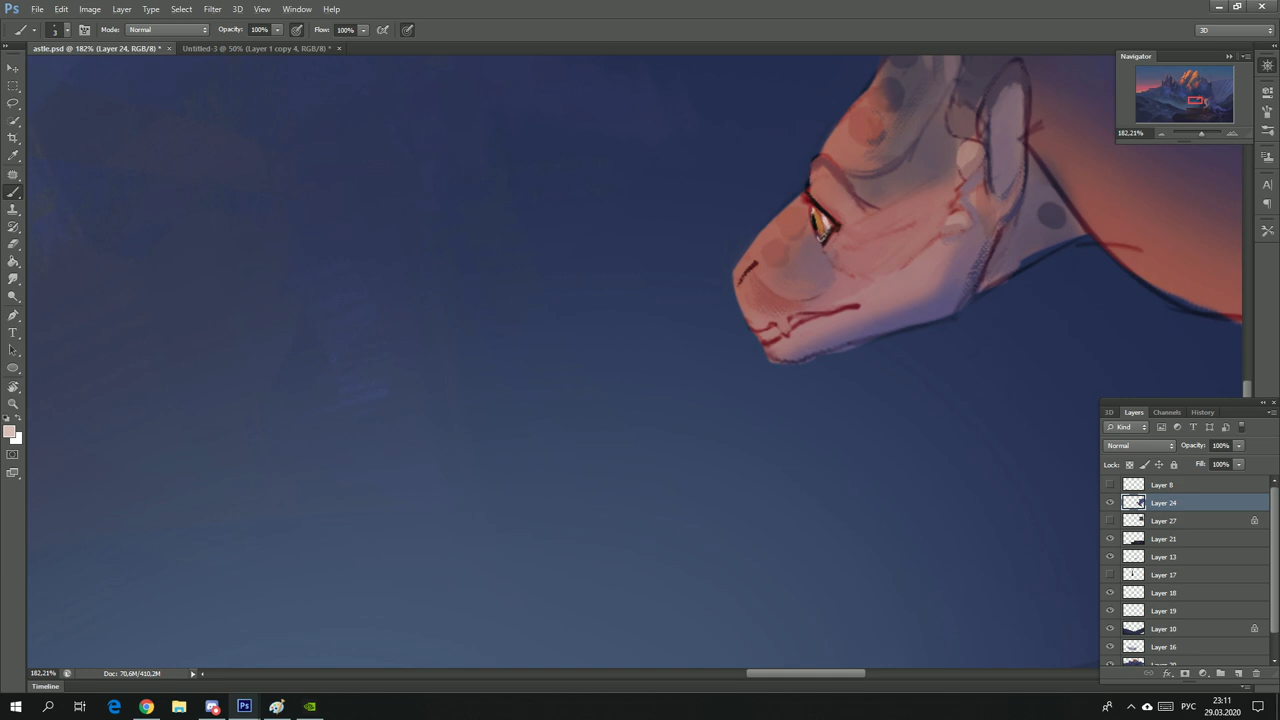 Ps File Edit Image Layer Type Select Filter 3D View Window Help
3 Mode: Normal Opacity: 100% Flow: 100% 3D
astle.psd @ 182% (Layer 24, RGB/8) * × Untitled-3 @ 50% (Layer 1 copy 4, RGB/8) * ×
Navigator
182,21%
3D Layers Channels History
Kind
Normal Opacity: 100%
Lock: Fill: 100%
Layer 8
Layer 24
Layer 27
Layer 21
Layer 13
Layer 17
Layer 18
Layer 19
Layer 10
Layer 16
182,21% Doc: 70,6M/410,2M
Timeline
Ps РУС 23:11
29.03.2020